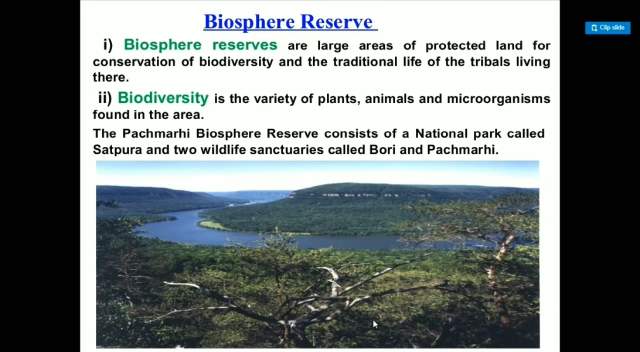 Biosphere Reserve
i) Biosphere reserves are large areas of protected land for
conservation of biodiversity and the traditional life of the tribals living
there.
ii) Biodiversity is the variety of plants, animals and microorganisms
found in the area.
The Pachmarhi Biosphere Reserve consists of a National park called
Satpura and two wildlife sanctuaries called Bori and Pachmarhi.
Clip slide